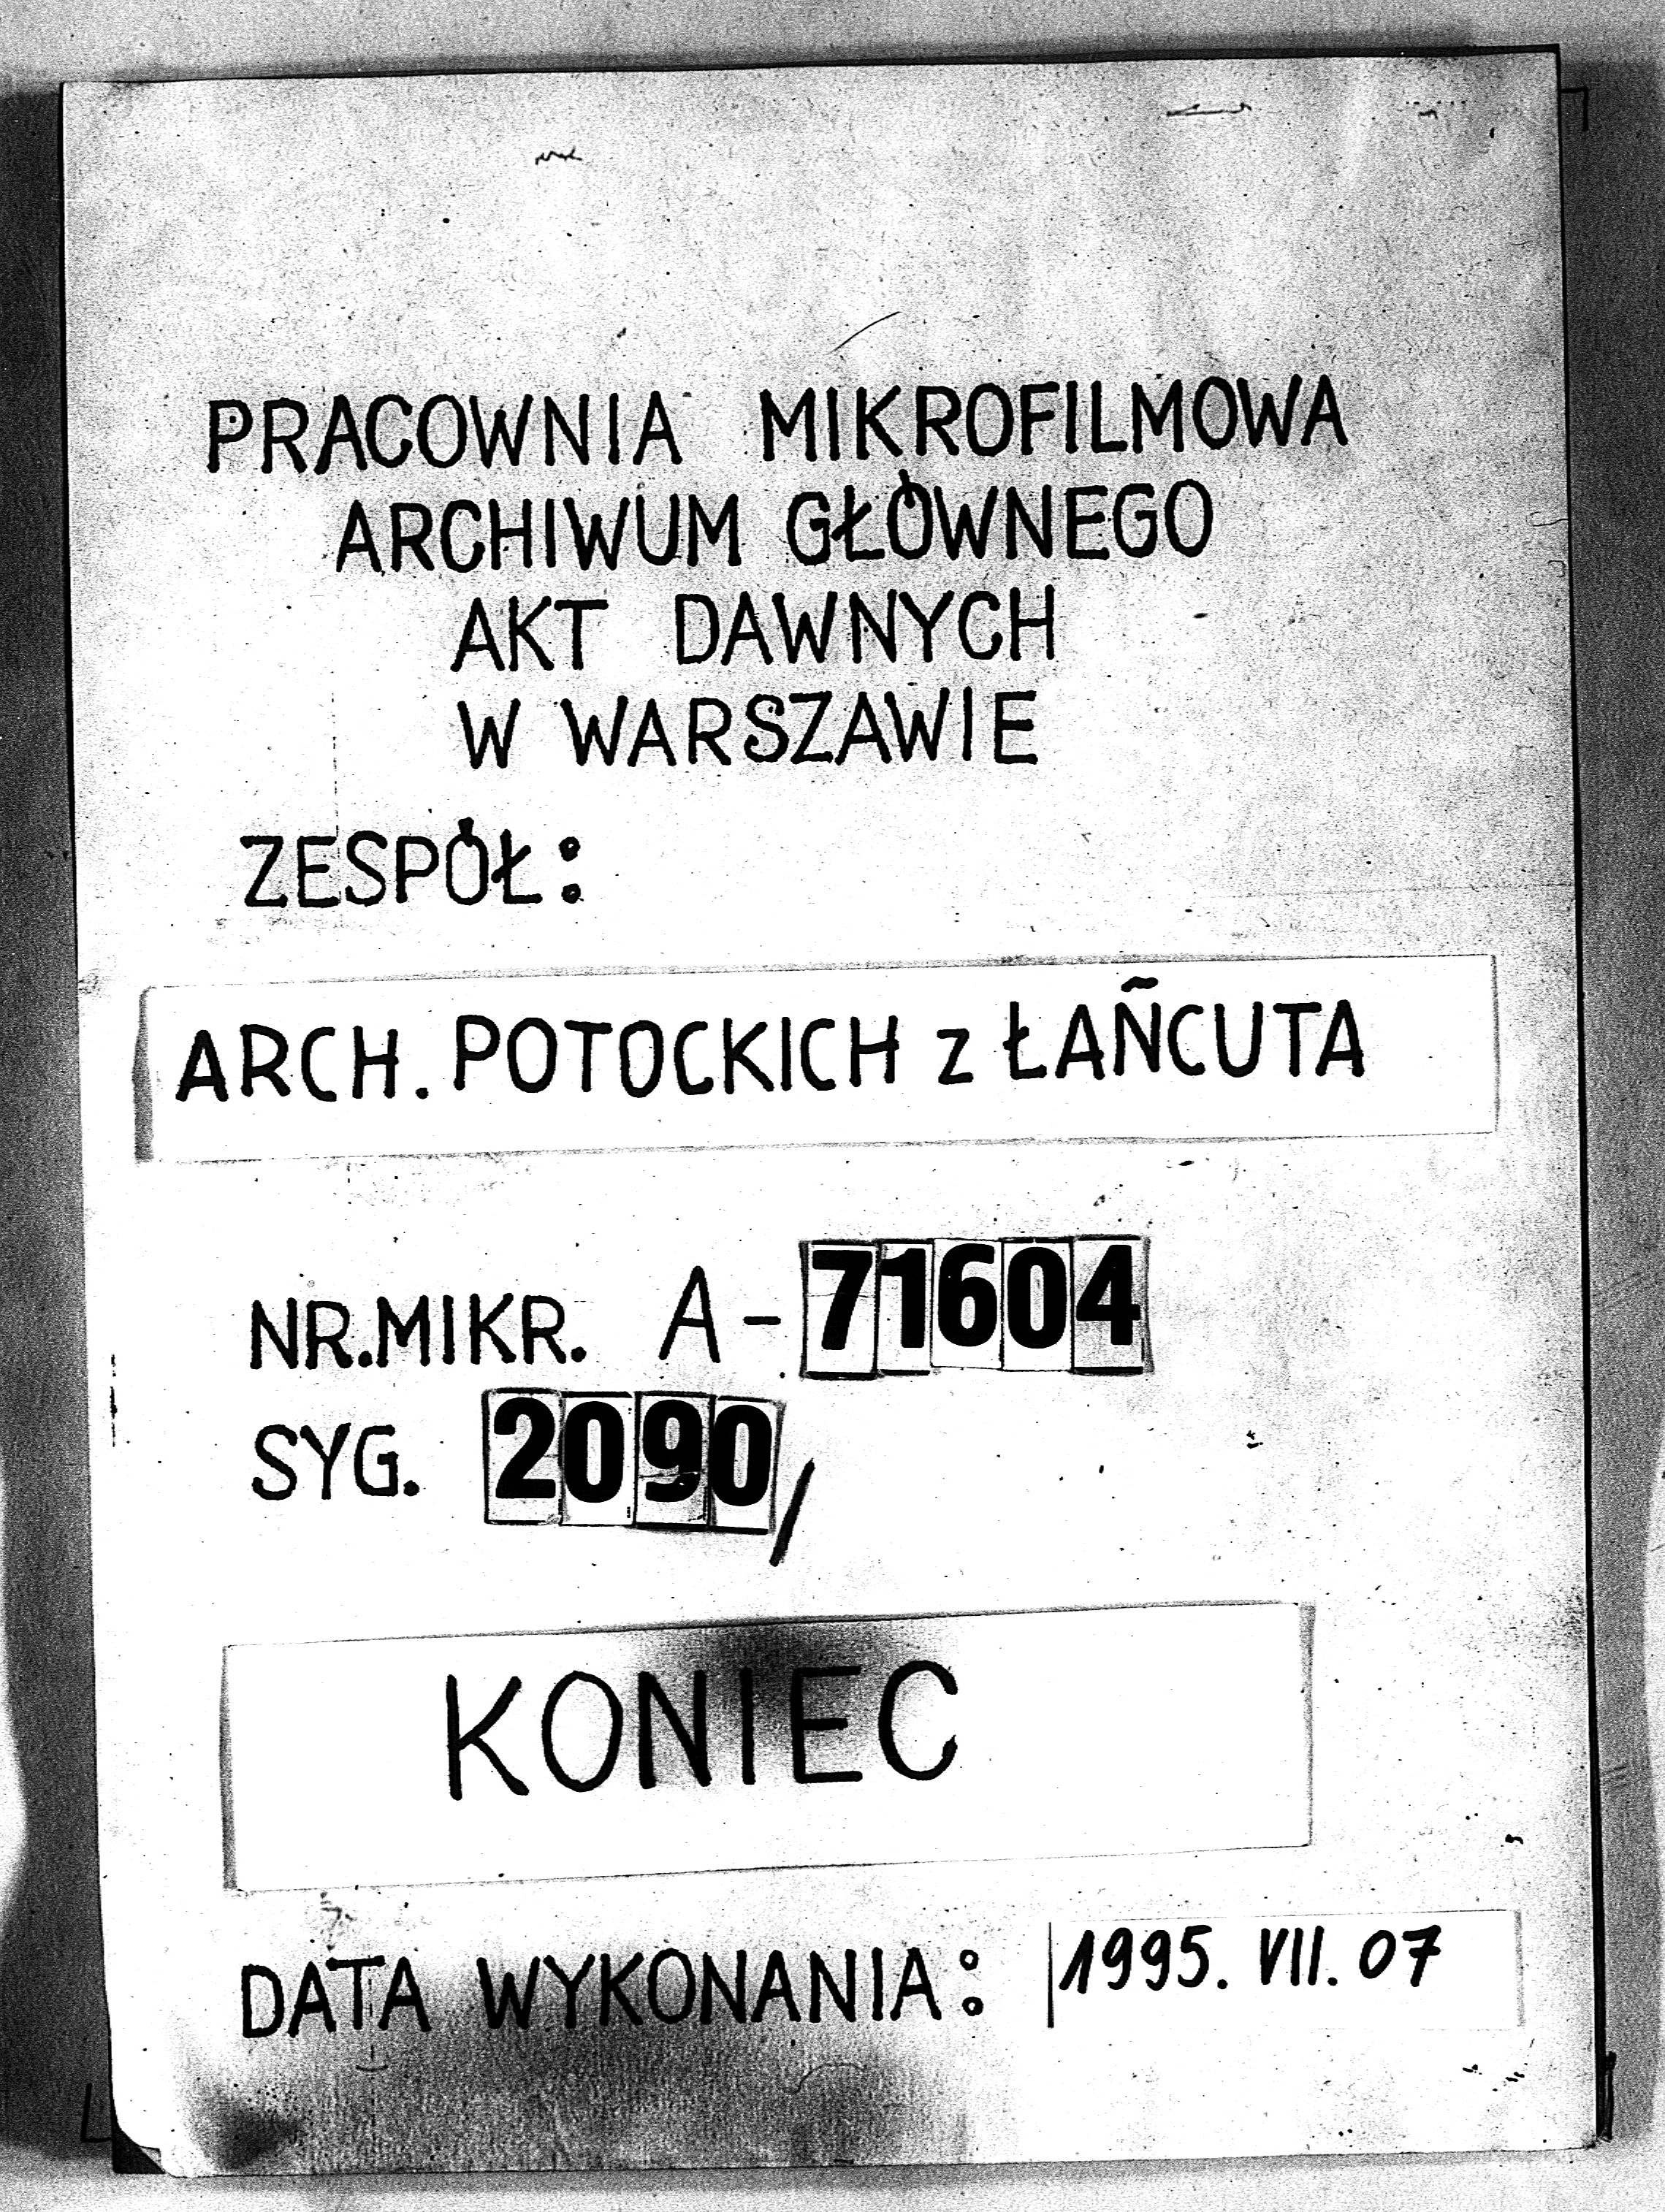 PRACOWNIA MIKROFILMOWA
ARCHIWUM GŁÓWNEGO
AKT DAWNYCH
W WARSZAWIE
ZESPÓŁ:
ARCH. POTOCKICH z ŁAŃCUTA
NR.MIKR. A-71604
SYG. 2090/
KONIEC
DATA WYKONANIA: 1995. VII. 07